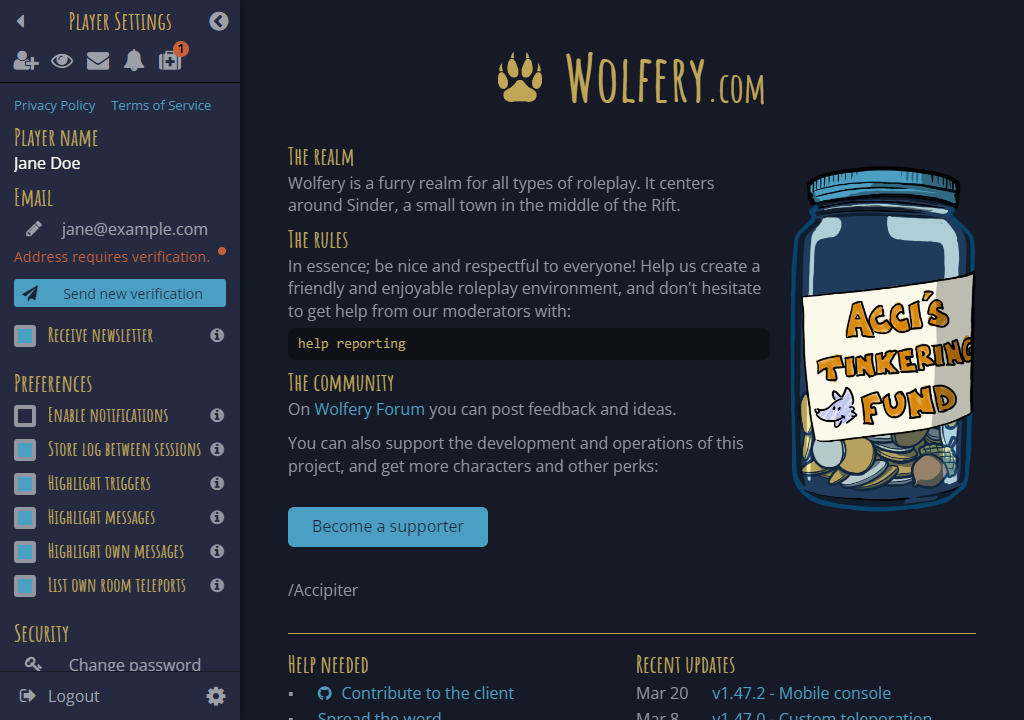 Player Settings
1
Privacy Policy Terms of Service
Player name
Jane Doe
Email
jane@example.com
Address requires verification.
Send new verification
Receive newsletter
Preferences
Enable notifications
Store log between sessions
Highlight triggers
Highlight messages
Highlight own messages
List own room teleports
Security
Change password
Logout
Wolfery.com
The realm
Wolfery is a furry realm for all types of roleplay. It centers
around Sinder, a small town in the middle of the Rift.
The rules
In essence; be nice and respectful to everyone! Help us create a
friendly and enjoyable roleplay environment, and don't hesitate
to get help from our moderators with:
help reporting
The community
On Wolfery Forum you can post feedback and ideas.
You can also support the development and operations of this
project, and get more characters and other perks:
Become a supporter
/Accipiter
Acci's
Tinkering
Fund
Help needed
Contribute to the client
Spread the word
Recent updates
Mar 20 v1.47.2 - Mobile console
Mar 8 v1.47.0 - Custom teleporation